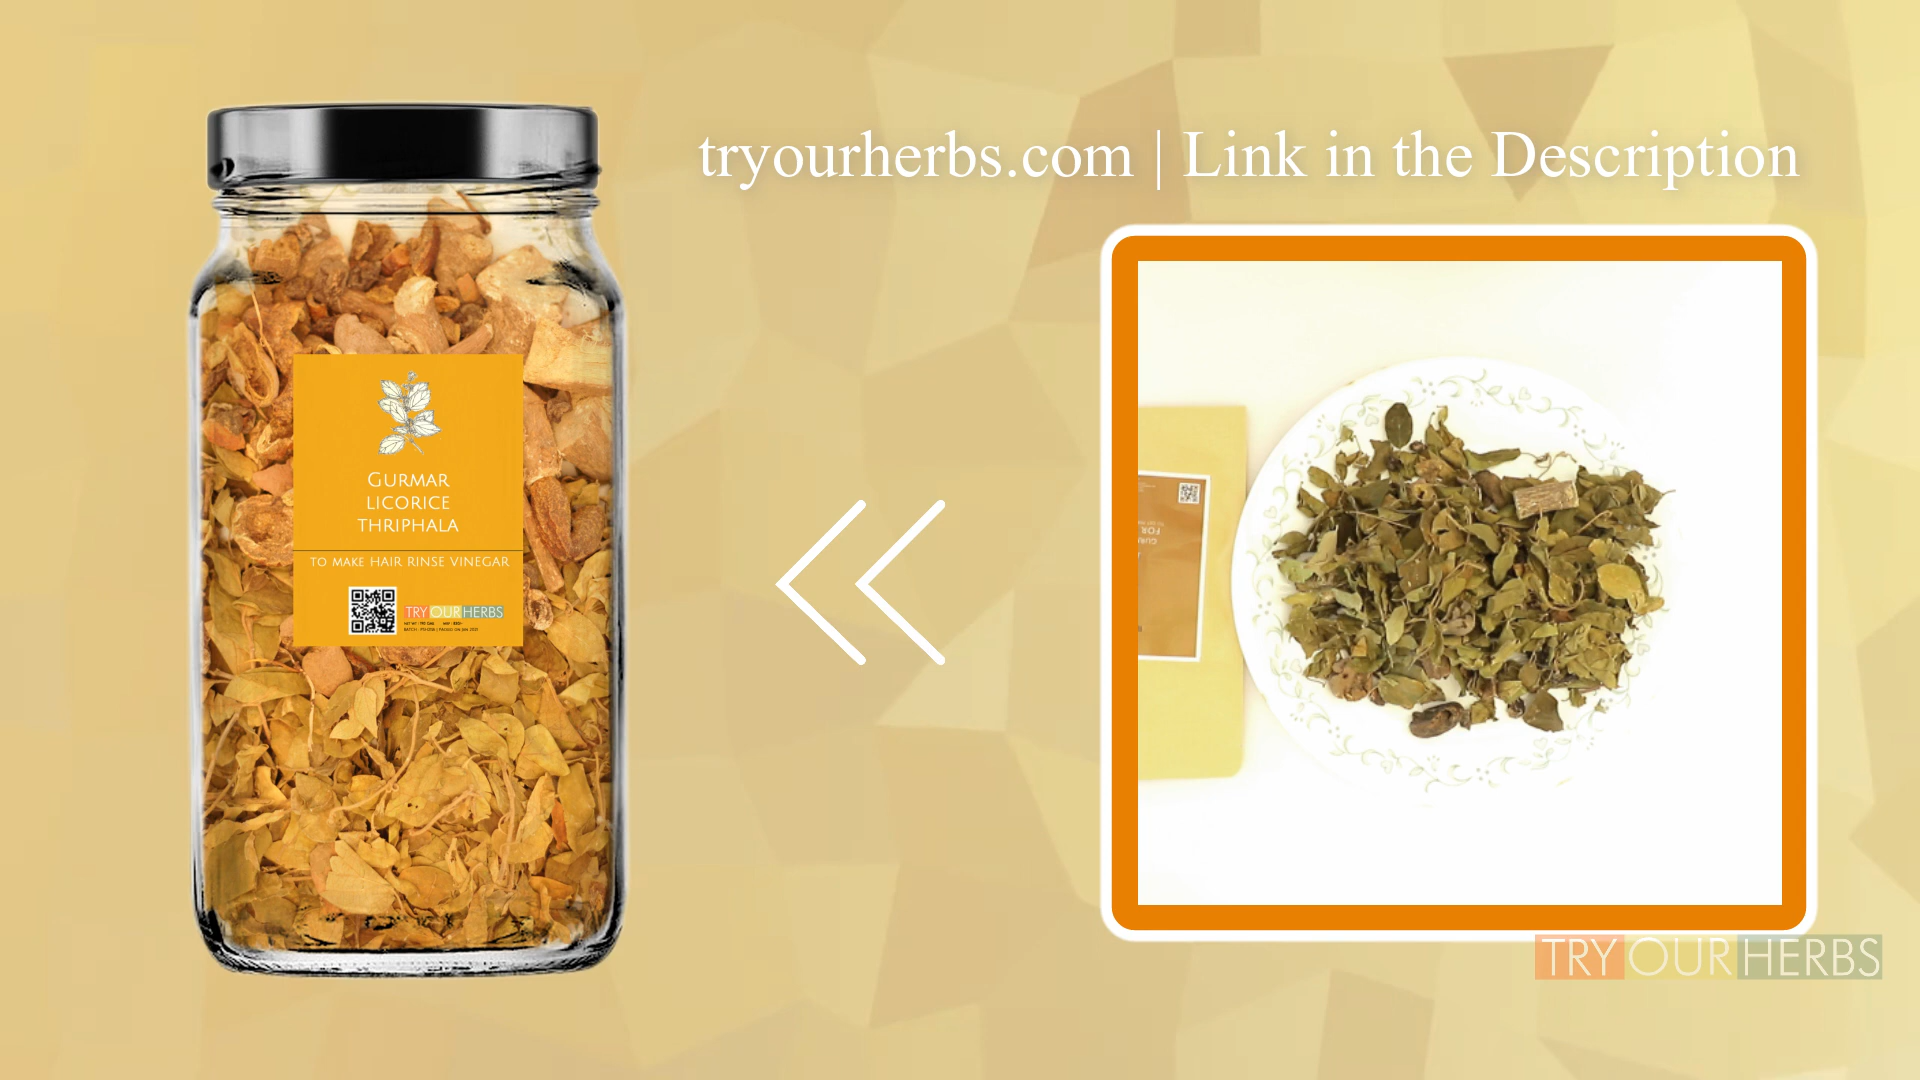 tryourherbs.com | Link in the Description
GURMAR
LICORICE
THRIPHALA
TO MAKE HAIR RINSE VINEGAR
TRY OUR HERBS
TRY OUR HERBS